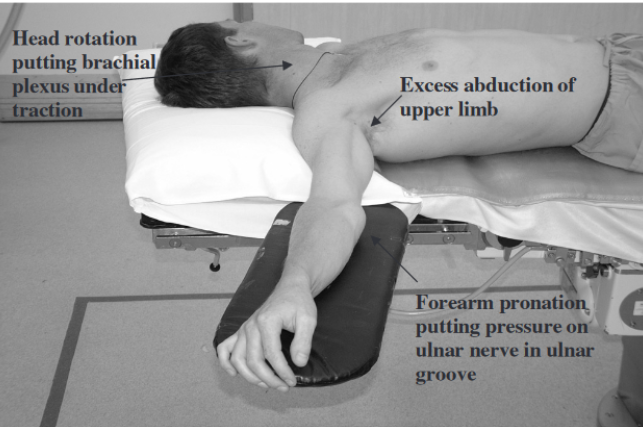 Head rotation
putting brachial
plexus under
traction
Excess abduction of
upper limb
Forearm pronation
putting pressure on
ulnar nerve in ulnar
groove